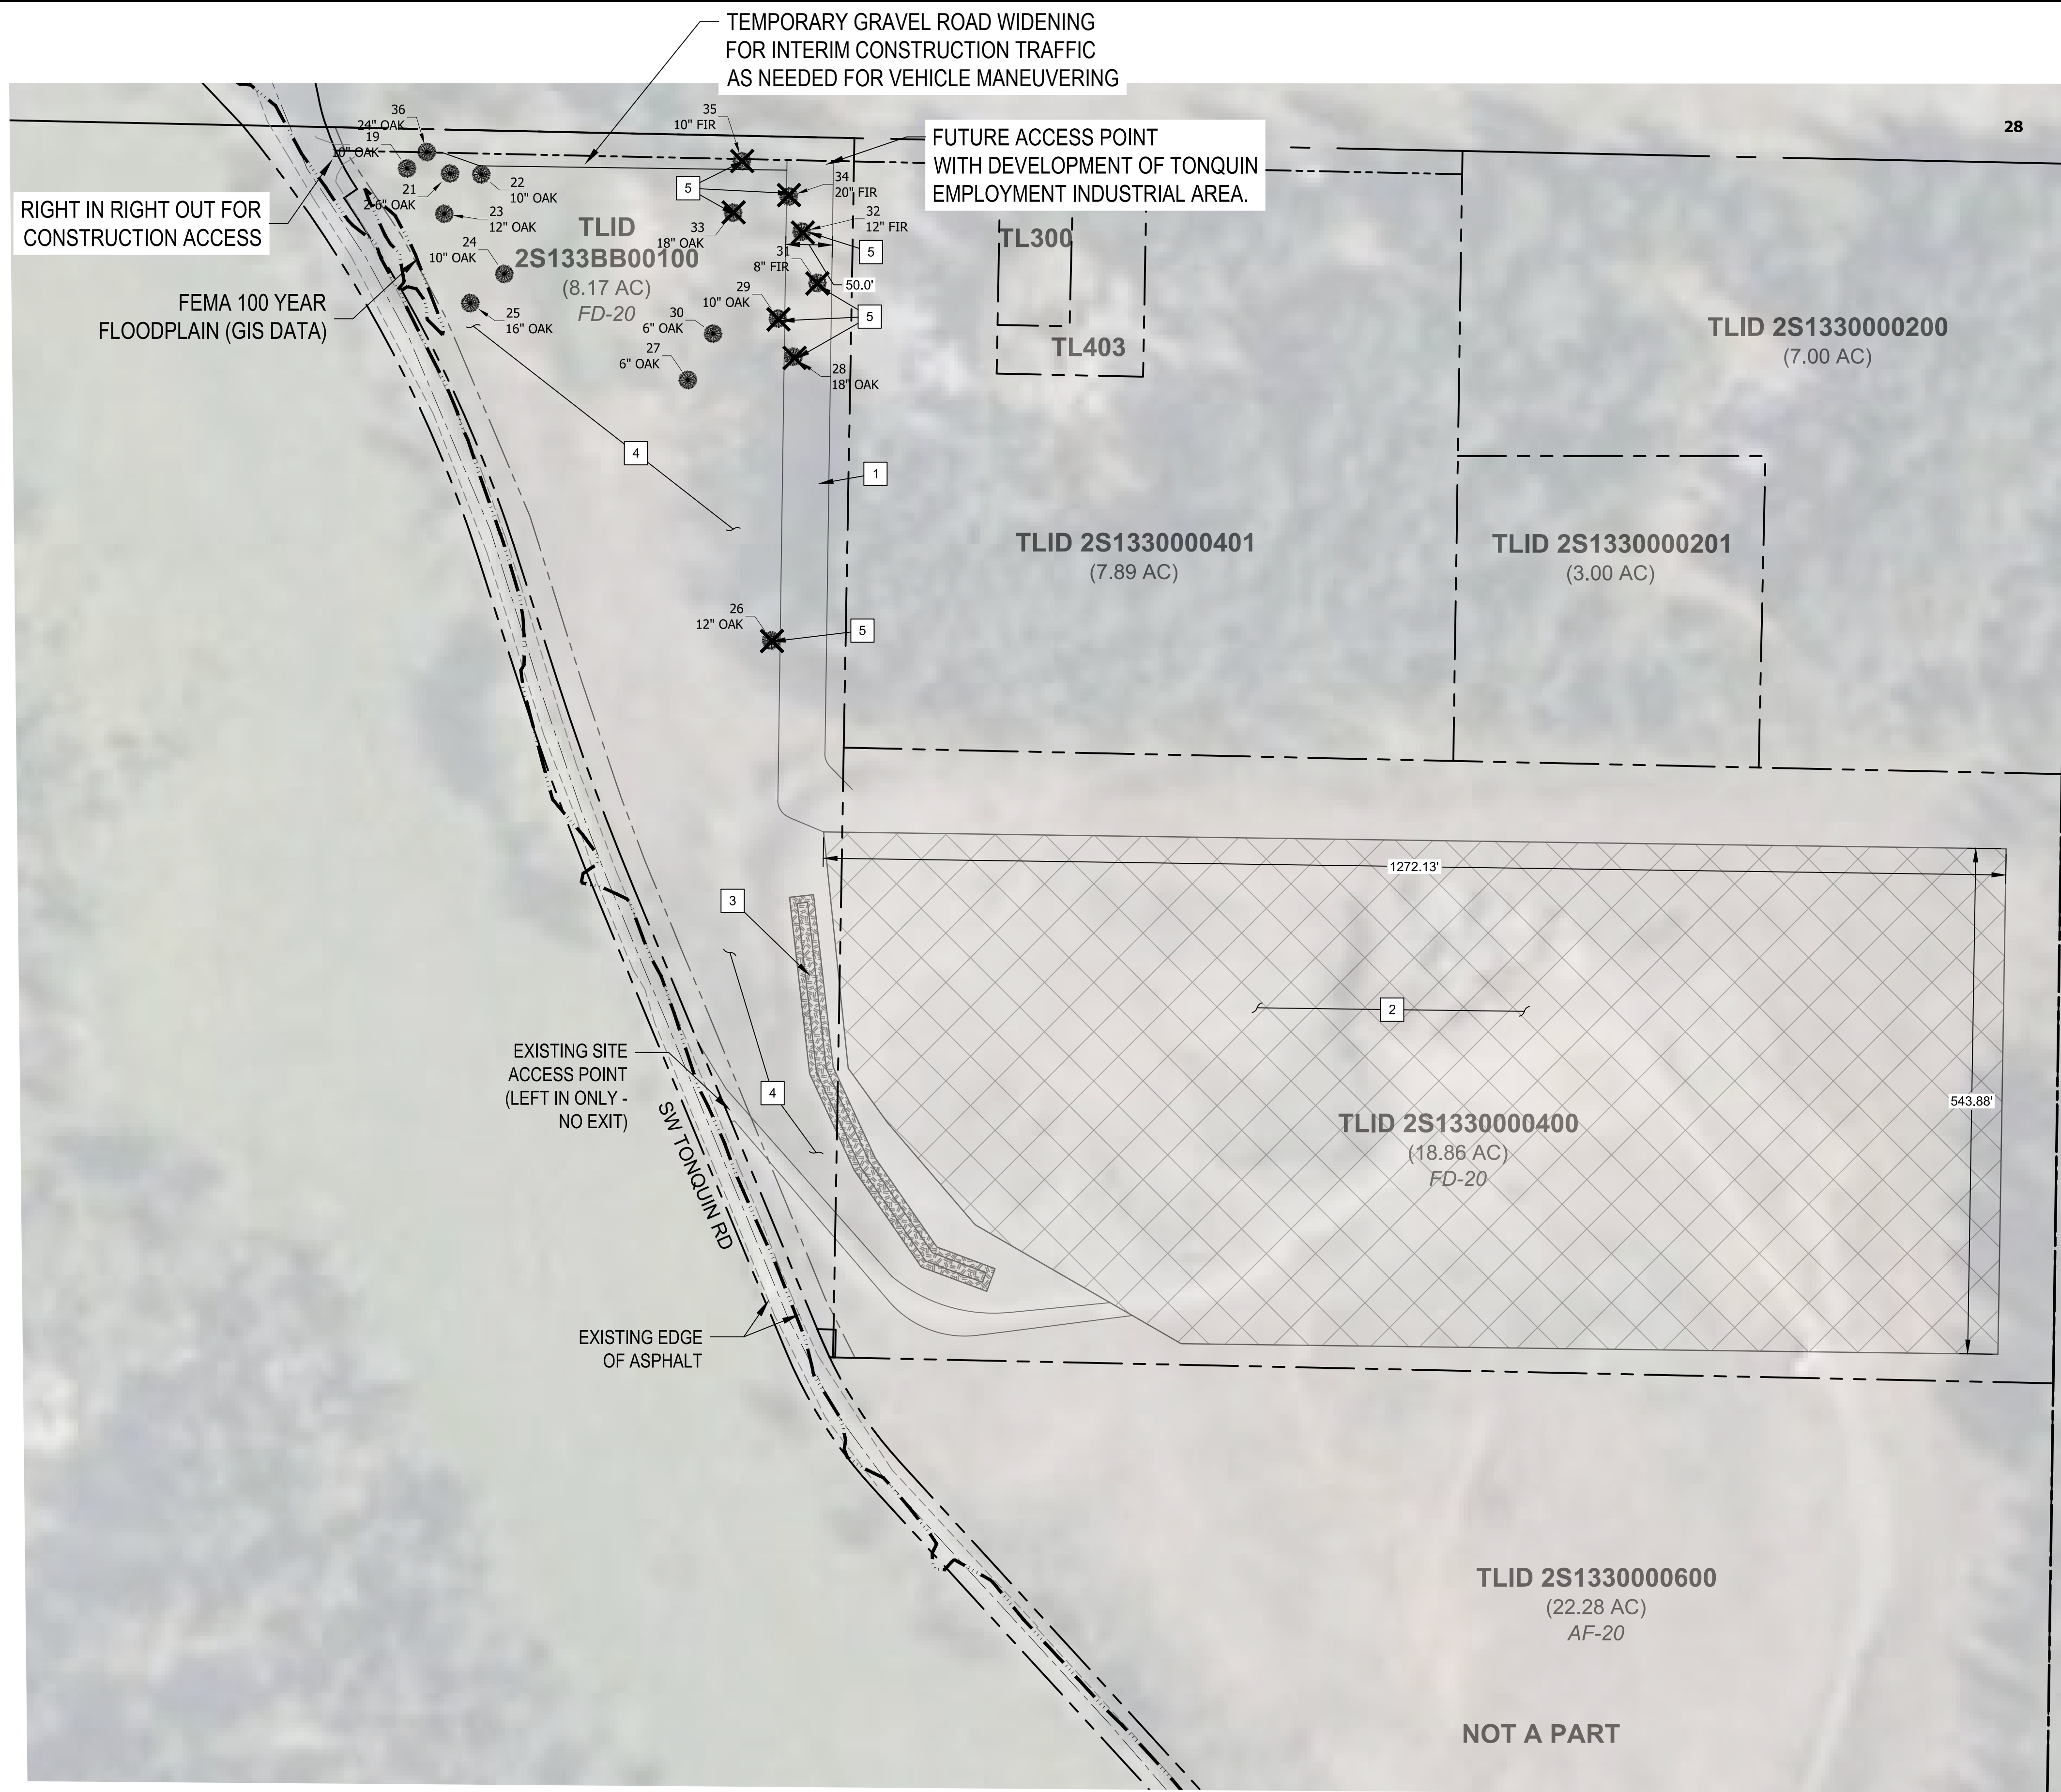 TEMPORARY GRAVEL ROAD WIDENING
FOR INTERIM CONSTRUCTION TRAFFIC
AS NEEDED FOR VEHICLE MANEUVERING
28
FUTURE ACCESS POINT
WITH DEVELOPMENT OF TONQUIN
EMPLOYMENT INDUSTRIAL AREA.
36
24" OAK
19
10" OAK
35
10" FIR
5
34
20" FIR
21
2-6" OAK
22
10" OAK
23
12" OAK
24
10" OAK
25
16" OAK
RIGHT IN RIGHT OUT FOR
CONSTRUCTION ACCESS
FEMA 100 YEAR
FLOODPLAIN (GIS DATA)
TLID
2S133BB00100
(8.17 AC)
FD-20
33
18" OAK
32
12" FIR
5
31
8" FIR
50.0'
29
10" OAK
5
30
6" OAK
27
6" OAK
28
18" OAK
TL300
TL403
TLID 2S1330000200
(7.00 AC)
4
1
TLID 2S1330000401
(7.89 AC)
TLID 2S1330000201
(3.00 AC)
26
12" OAK
5
1272.13'
3
2
EXISTING SITE
ACCESS POINT
(LEFT IN ONLY -
NO EXIT)
4
SW TONQUIN RD
543.88'
TLID 2S1330000400
(18.86 AC)
FD-20
EXISTING EDGE
OF ASPHALT
TLID 2S1330000600
(22.28 AC)
AF-20
NOT A PART